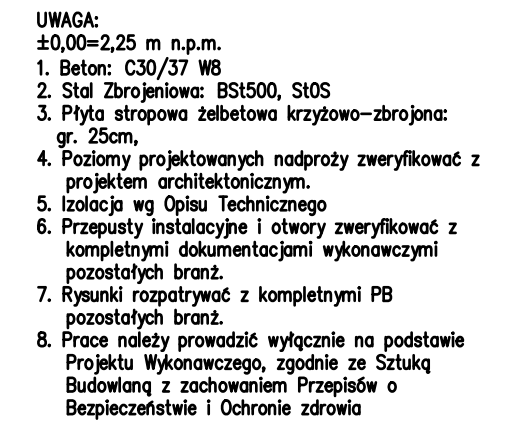 UWAGA:
±0,00=2,25 m n.p.m.
1. Beton: C30/37 W8
2. Stal Zbrojeniowa: BSt500, St0S
3. Płyta stropowa żelbetowa krzyżowo-zbrojona:
gr. 25cm,
4. Poziomy projektowanych nadproży zweryfikować z
projektem architektonicznym.
5. Izolacja wg Opisu Technicznego
6. Przepusty instalacyjne i otwory zweryfikować z
kompletnymi dokumentacjami wykonawczymi
pozostałych branż.
7. Rysunki rozpatrywać z kompletnymi PB
pozostałych branż.
8. Prace należy prowadzić wyłącznie na podstawie
Projektu Wykonawczego, zgodnie ze Sztuką
Budowlaną z zachowaniem Przepisów o
Bezpieczeństwie i Ochronie zdrowia